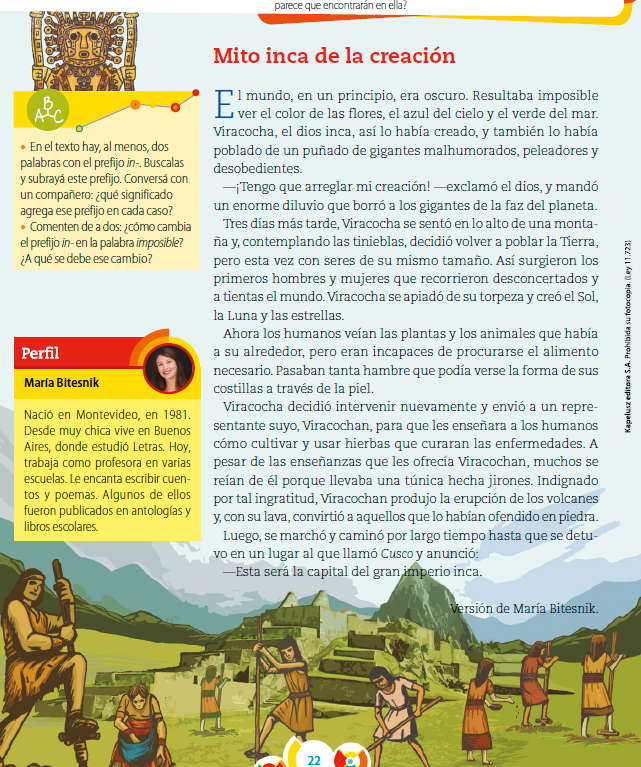 parece que encontrarán en ella?
Mito inca de la creación
El mundo, en un principio, era oscuro. Resultaba imposible
ver el color de las flores, el azul del cielo y el verde del mar.
Viracocha, el dios inca, así lo había creado, y también lo había
poblado de un puñado de gigantes malhumorados, peleadores y
desobedientes.
—¡Tengo que arreglar mi creación! —exclamó el dios, y mandó
un enorme diluvio que borró a los gigantes de la faz del planeta.
Tres días más tarde, Viracocha se sentó en lo alto de una monta-
ña y, contemplando las tinieblas, decidió volver a poblar la Tierra,
pero esta vez con seres de su mismo tamaño. Así surgieron los
primeros hombres y mujeres que recorrieron desconcertados y
a tientas el mundo. Viracocha se apiadó de su torpeza y creó el Sol,
la Luna y las estrellas.
Ahora los humanos veían las plantas y los animales que había
a su alrededor, pero eran incapaces de procurarse el alimento
necesario. Pasaban tanta hambre que podía verse la forma de sus
costillas a través de la piel.
Viracocha decidió intervenir nuevamente y envió a un repre-
sentante suyo, Viracochan, para que les enseñara a los humanos
cómo cultivar y usar hierbas que curaran las enfermedades. A
pesar de las enseñanzas que les ofrecía Viracochan, muchos se
reían de él porque llevaba una túnica hecha jirones. Indignado
por tal ingratitud, Viracochan produjo la erupción de los volcanes
y, con su lava, convirtió a aquellos que lo habían ofendido en piedra.
Luego, se marchó y caminó por largo tiempo hasta que se detu-
vo en un lugar al que llamó Cusco y anunció:
—Esta será la capital del gran imperio inca.
Versión de María Bitesnik.
B
A C
• En el texto hay, al menos, dos
palabras con el prefijo in-. Buscalas
y subrayá este prefijo. Conversá con
un compañero: ¿qué significado
agrega ese prefijo en cada caso?
• Comenten de a dos: ¿cómo cambia
el prefijo in- en la palabra imposible?
¿A qué se debe ese cambio?
Perfil
María Bitesnik
Nació en Montevideo, en 1981.
Desde muy chica vive en Buenos
Aires, donde estudió Letras. Hoy,
trabaja como profesora en varias
escuelas. Le encanta escribir cuen-
tos y poemas. Algunos de ellos
fueron publicados en antologías y
libros escolares.
Kapelusz editora S.A. Prohibida su fotocopia. (Ley 11.723)
22